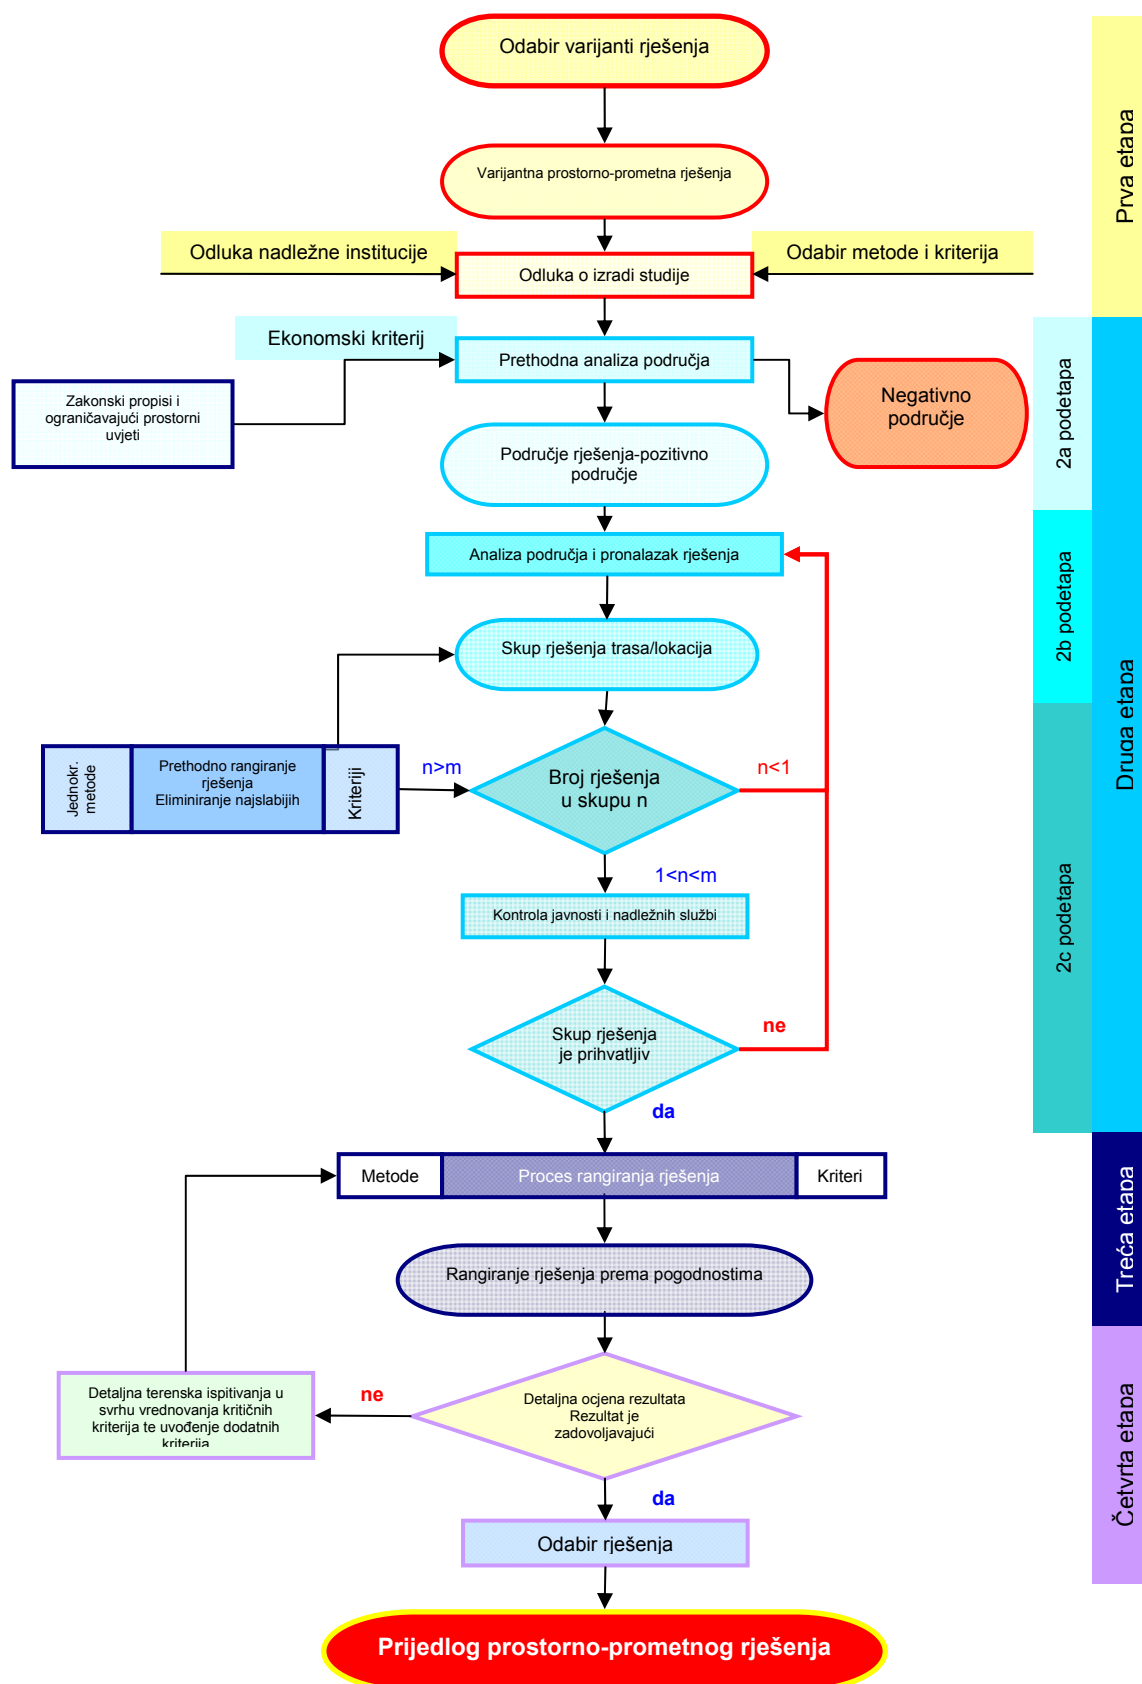 Odabir varijanti rješenja
Varijantna prostorno-prometna rješenja
Odluka nadležne institucije
Odabir metode i kriterija
Odluka o izradi studije
Prva etapa
Ekonomski kriterij
Prethodna analiza područja
Zakonski propisi i
ograničavajući prostorni
uvjeti
Negativno
područje
Područje rješenja-pozitivno
područje
2a podetapa
Analiza područja i pronalazak rješenja
Skup rješenja trasa/lokacija
2b podetapa
Druga etapa
Jednokr.
metode
Prethodno rangiranje
rješenja
Eliminiranje najslabijih
Kriteriji
n>m
Broj rješenja
u skupu n
n<1
1<n<m
Kontrola javnosti i nadležnih službi
2c podetapa
Skup rješenja
je prihvatljiv
ne
da
Metode
Proces rangiranja rješenja
Kriteri
Rangiranje rješenja prema pogodnostima
Treća etapa
Detaljna terenska ispitivanja u
svrhu vrednovanja kritičnih
kriterija te uvođenje dodatnih
kriterija
ne
Detaljna ocjena rezultata
Rezultat je
zadovoljavajući
da
Odabir rješenja
Četvrta etapa
Prijedlog prostorno-prometnog rješenja